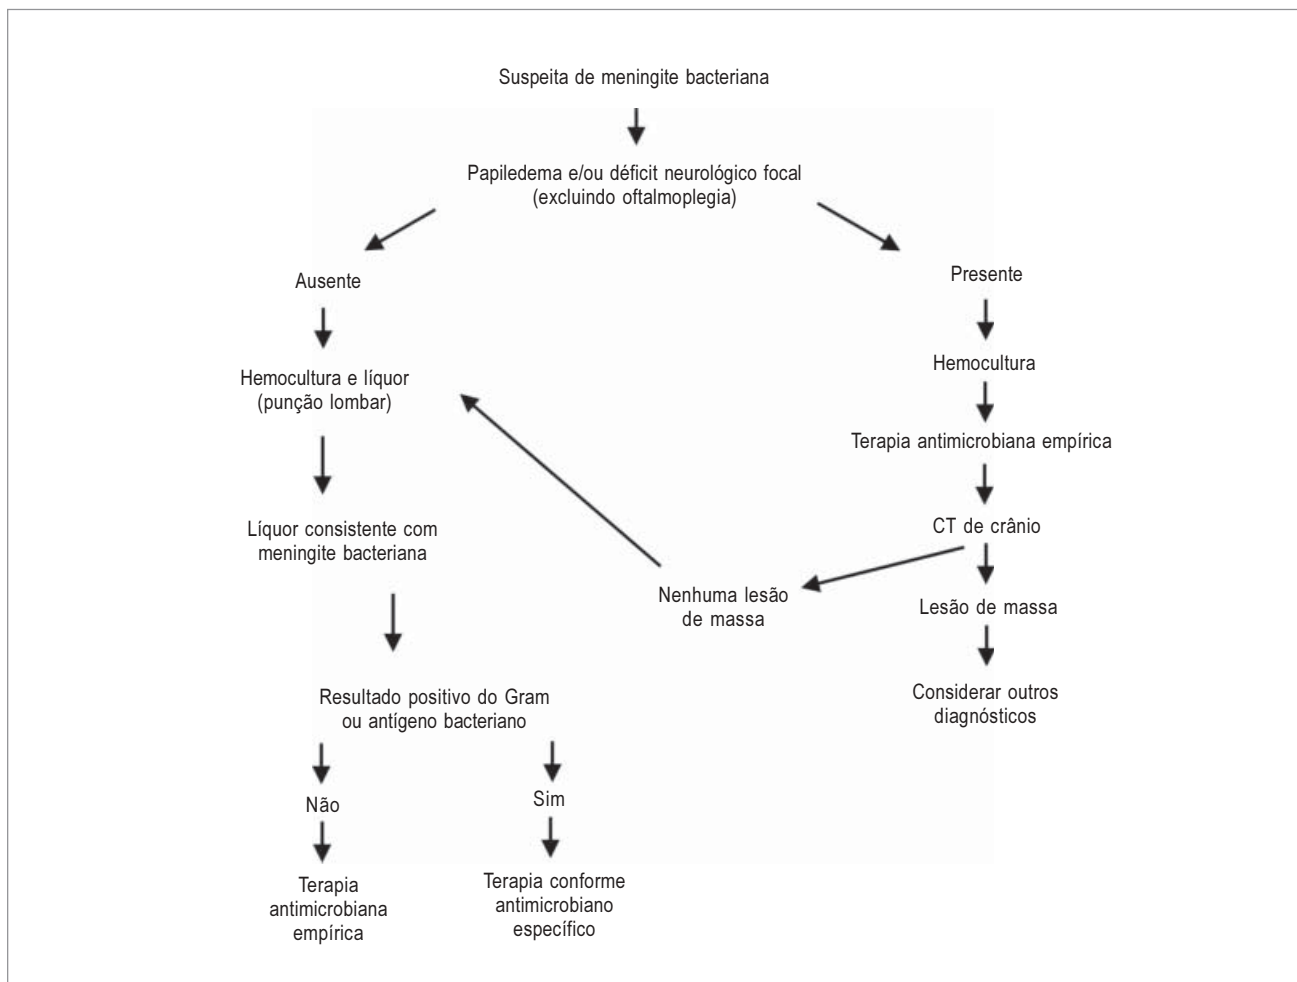 Suspeita de meningite bacteriana
Papiledema e/ou déficit neurológico focal
(excluindo oftalmoplegia)
Ausente
Presente
Hemocultura e líquor
(punção lombar)
Hemocultura
Terapia antimicrobiana empírica
Líquor consistente com
meningite bacteriana
CT de crânio
Nenhuma lesão
de massa
Lesão de massa
Resultado positivo do Gram
ou antígeno bacteriano
Considerar outros
diagnósticos
Não
Sim
Terapia
antimicrobiana
empírica
Terapia conforme
antimicrobiano
específico